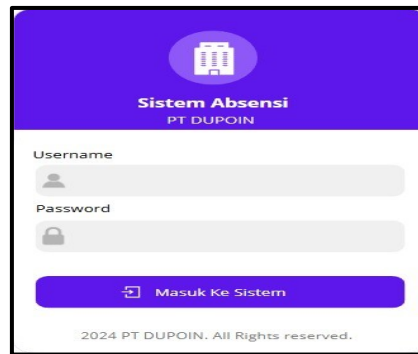 Sistem Absensi
PT DUPOIN
Username
Password
Masuk Ke Sistem
2024 PT DUPOIN. All Rights reserved.